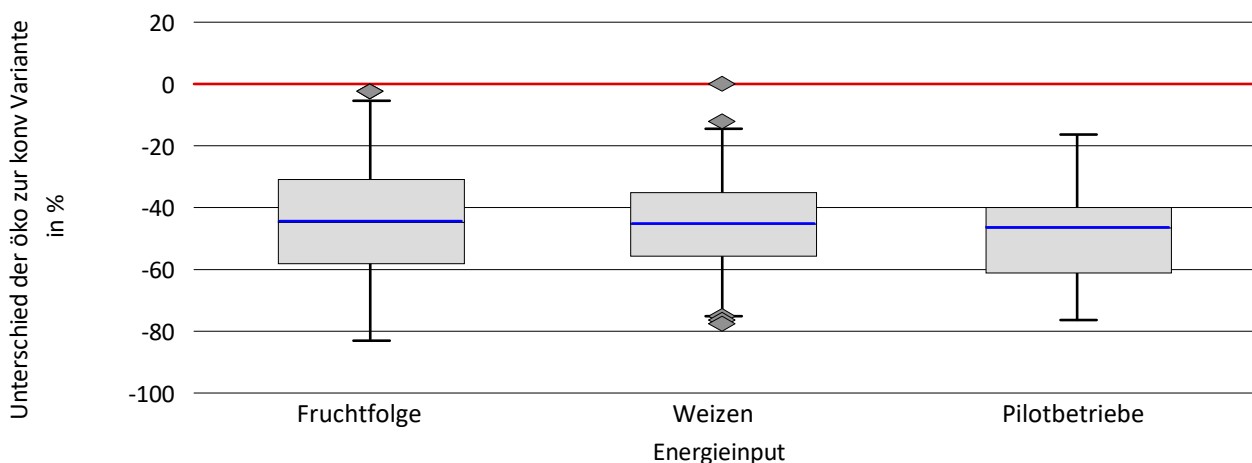 Unterschied der öko zur konv Variante
in %
20
0
-20
-40
-60
-80
-100
Fruchtfolge
Weizen
Pilotbetriebe
Energieinput